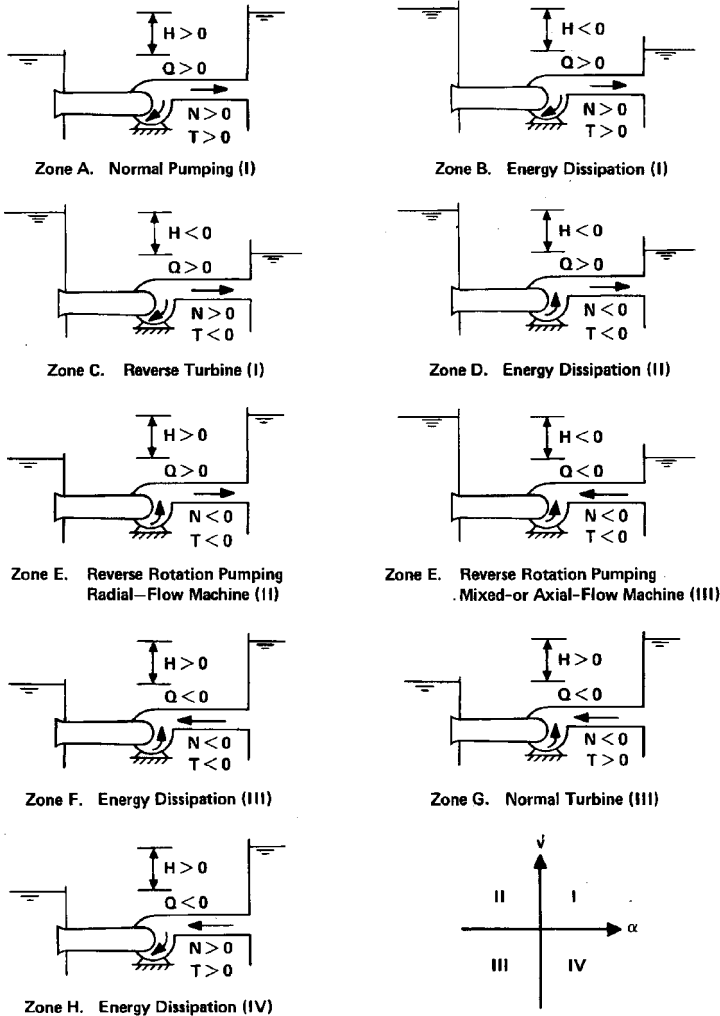 H > 0
Q > 0
N > 0
T > 0
Zone A. Normal Pumping (I)
H < 0
Q > 0
N > 0
T > 0
Zone B. Energy Dissipation (I)
H < 0
Q > 0
N > 0
T < 0
Zone C. Reverse Turbine (I)
H < 0
Q > 0
N < 0
T < 0
Zone D. Energy Dissipation (II)
H > 0
Q > 0
N < 0
T < 0
Zone E. Reverse Rotation Pumping
Radial–Flow Machine (II)
H < 0
Q < 0
N < 0
T < 0
Zone E. Reverse Rotation Pumping
Mixed-or Axial-Flow Machine (III)
H > 0
Q < 0
N < 0
T < 0
Zone F. Energy Dissipation (III)
H > 0
Q < 0
N < 0
T > 0
Zone G. Normal Turbine (III)
H > 0
Q < 0
N > 0
T > 0
Zone H. Energy Dissipation (IV)
v
II I
α
III IV